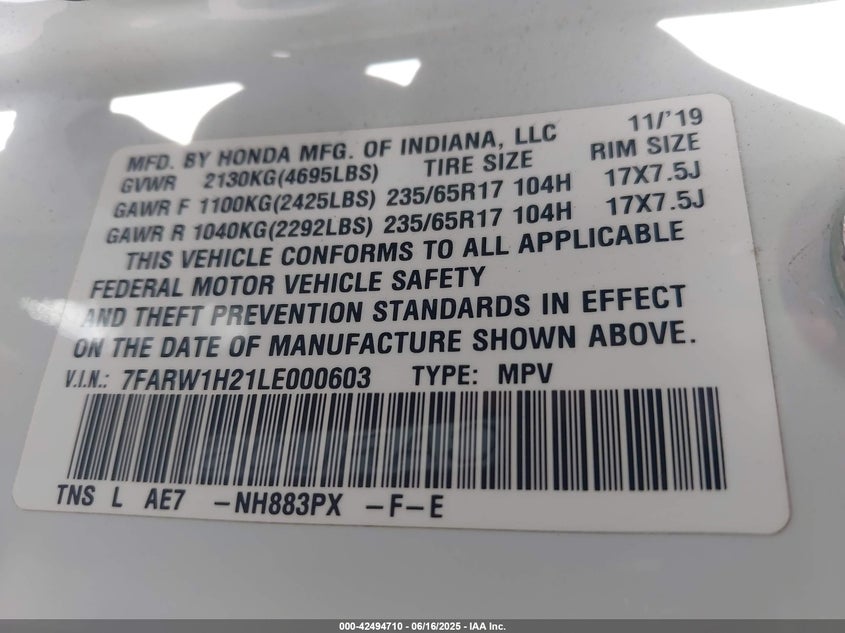 MFD. BY HONDA MFG. OF INDIANA, LLC 11/'19
GVWR 2130KG(4695LBS) TIRE SIZE RIM SIZE
GAWR F 1100KG(2425LBS) 235/65R17 104H 17X7.5J
GAWR R 1040KG(2292LBS) 235/65R17 104H 17X7.5J
THIS VEHICLE CONFORMS TO ALL APPLICABLE
FEDERAL MOTOR VEHICLE SAFETY
AND THEFT PREVENTION STANDARDS IN EFFECT
ON THE DATE OF MANUFACTURE SHOWN ABOVE.
V.I.N.: 7FARW1H21LE000603 TYPE: MPV
TNS L AE7 -NH883PX -F-E
000-42494710 - 06/16/2025 - IAA Inc.